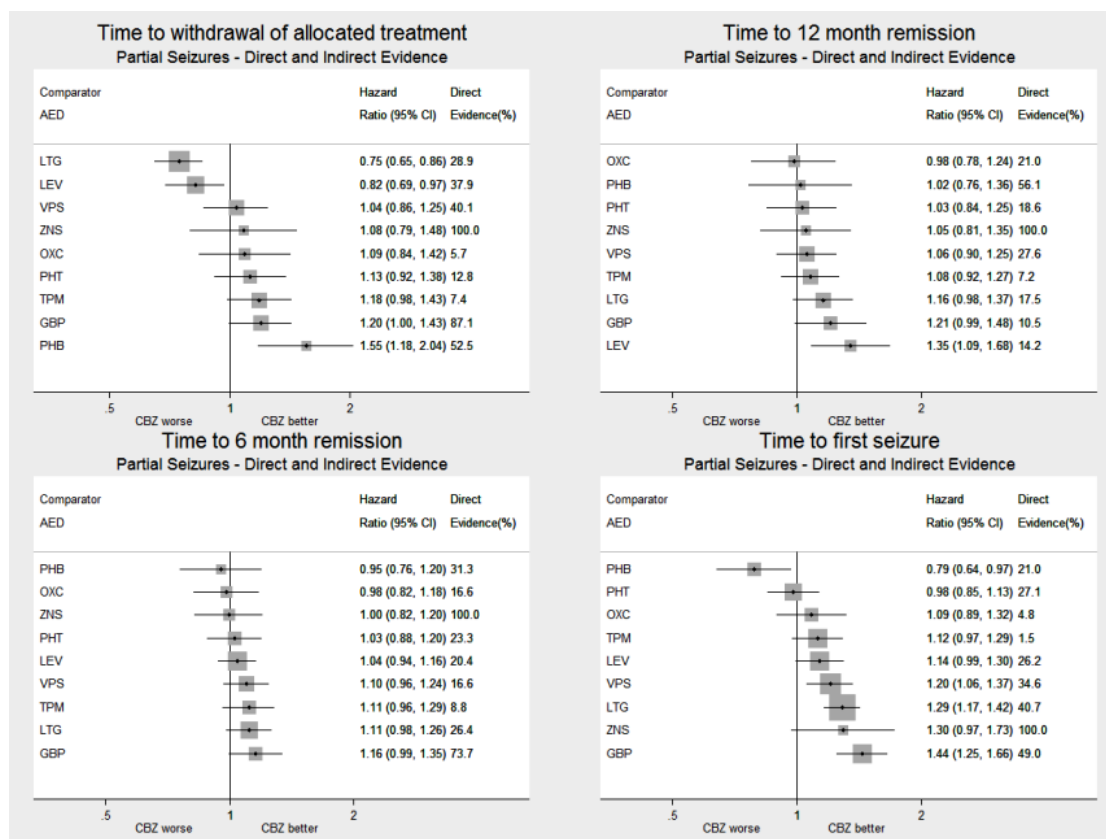 Time to withdrawal of allocated treatment
Partial Seizures - Direct and Indirect Evidence
Comparator Hazard Direct
AED Ratio (95% CI) Evidence(%)
LTG 0.75 (0.65, 0.86) 28.9
LEV 0.82 (0.69, 0.97) 37.9
VPS 1.04 (0.86, 1.25) 40.1
ZNS 1.08 (0.79, 1.48) 100.0
OXC 1.09 (0.84, 1.42) 5.7
PHT 1.13 (0.92, 1.38) 12.8
TPM 1.18 (0.98, 1.43) 7.4
GBP 1.20 (1.00, 1.43) 87.1
PHB 1.55 (1.18, 2.04) 52.5
.5 1 2
CBZ worse CBZ better
Time to 12 month remission
Partial Seizures - Direct and Indirect Evidence
Comparator Hazard Direct
AED Ratio (95% CI) Evidence(%)
OXC 0.98 (0.78, 1.24) 21.0
PHB 1.02 (0.76, 1.36) 56.1
PHT 1.03 (0.84, 1.25) 18.6
ZNS 1.05 (0.81, 1.35) 100.0
VPS 1.06 (0.90, 1.25) 27.6
TPM 1.08 (0.92, 1.27) 7.2
LTG 1.16 (0.98, 1.37) 17.5
GBP 1.21 (0.99, 1.48) 10.5
LEV 1.35 (1.09, 1.68) 14.2
.5 1 2
CBZ worse CBZ better
Time to 6 month remission
Partial Seizures - Direct and Indirect Evidence
Comparator Hazard Direct
AED Ratio (95% CI) Evidence(%)
PHB 0.95 (0.76, 1.20) 31.3
OXC 0.98 (0.82, 1.18) 16.6
ZNS 1.00 (0.82, 1.20) 100.0
PHT 1.03 (0.88, 1.20) 23.3
LEV 1.04 (0.94, 1.16) 20.4
VPS 1.10 (0.96, 1.24) 16.6
TPM 1.11 (0.96, 1.29) 8.8
LTG 1.11 (0.98, 1.26) 26.4
GBP 1.16 (0.99, 1.35) 73.7
.5 1 2
CBZ worse CBZ better
Time to first seizure
Partial Seizures - Direct and Indirect Evidence
Comparator Hazard Direct
AED Ratio (95% CI) Evidence(%)
PHB 0.79 (0.64, 0.97) 21.0
PHT 0.98 (0.85, 1.13) 27.1
OXC 1.09 (0.89, 1.32) 4.8
TPM 1.12 (0.97, 1.29) 1.5
LEV 1.14 (0.99, 1.30) 26.2
VPS 1.20 (1.06, 1.37) 34.6
LTG 1.29 (1.17, 1.42) 40.7
ZNS 1.30 (0.97, 1.73) 100.0
GBP 1.44 (1.25, 1.66) 49.0
.5 1 2
CBZ worse CBZ better